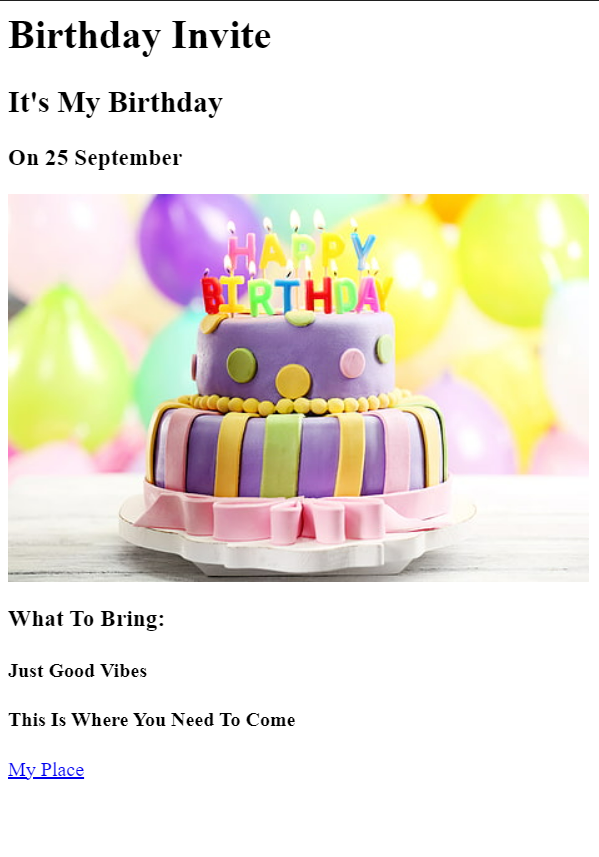 Birthday Invite
It's My Birthday
On 25 September
HAPPY
BIRTHDAY
What To Bring:
Just Good Vibes
This Is Where You Need To Come
My Place